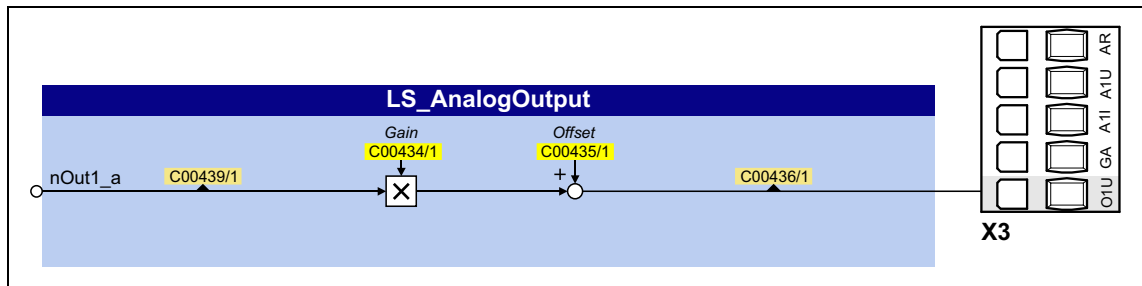 LS_AnalogOutput
Gain
C00434/1
Offset
C00435/1
nOut1_a
C00439/1
+
C00436/1
AR
A1U
A1I
GA
O1U
X3